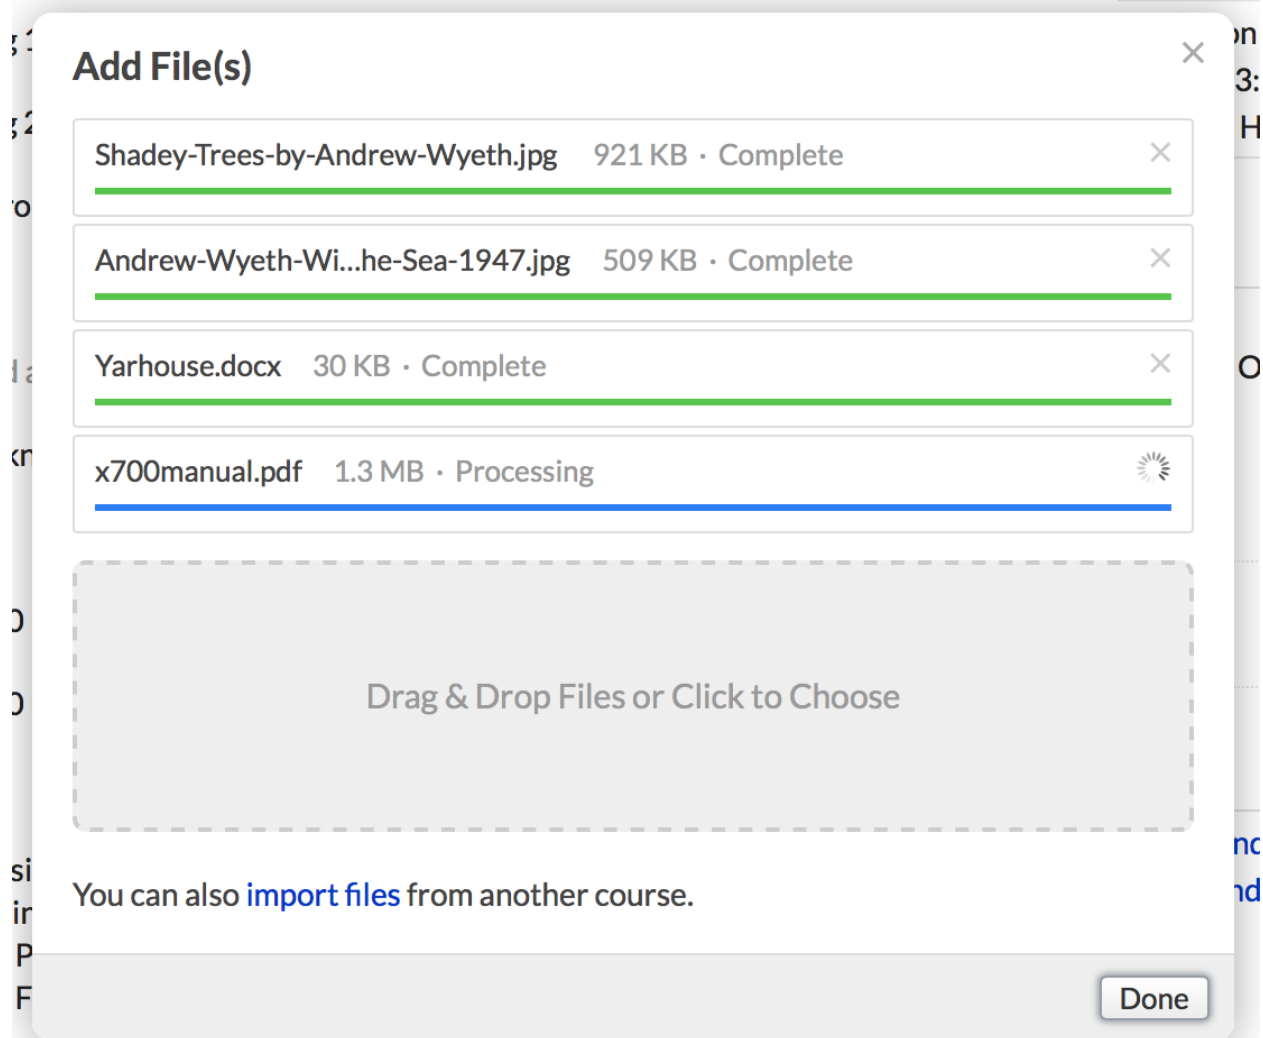 Add File(s)
Shadey-Trees-by-Andrew-Wyeth.jpg 921 KB · Complete
Andrew-Wyeth-Wi...he-Sea-1947.jpg 509 KB · Complete
Yarhouse.docx 30 KB · Complete
x700manual.pdf 1.3 MB · Processing
Drag & Drop Files or Click to Choose
You can also import files from another course.
Done